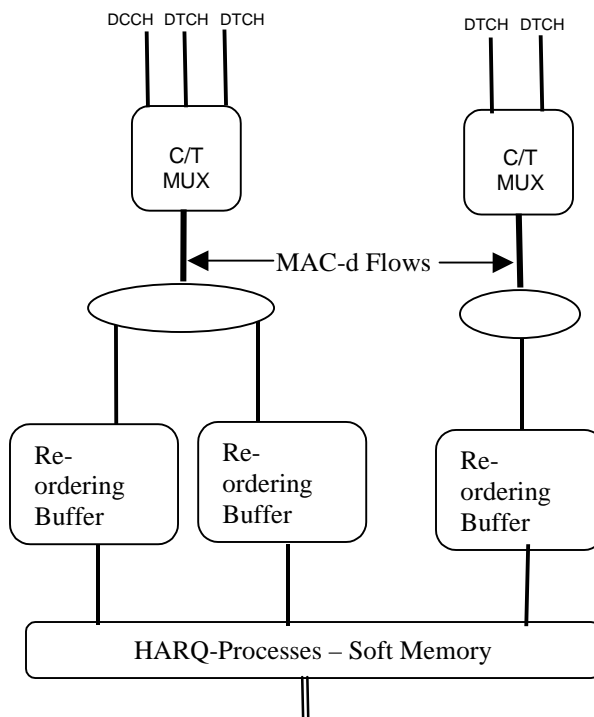 DCCH DTCH DTCH
DTCH DTCH
C/T
MUX
C/T
MUX
MAC-d Flows
Re-
ordering
Buffer
Re-
ordering
Buffer
Re-
ordering
Buffer
HARQ-Processes – Soft Memory